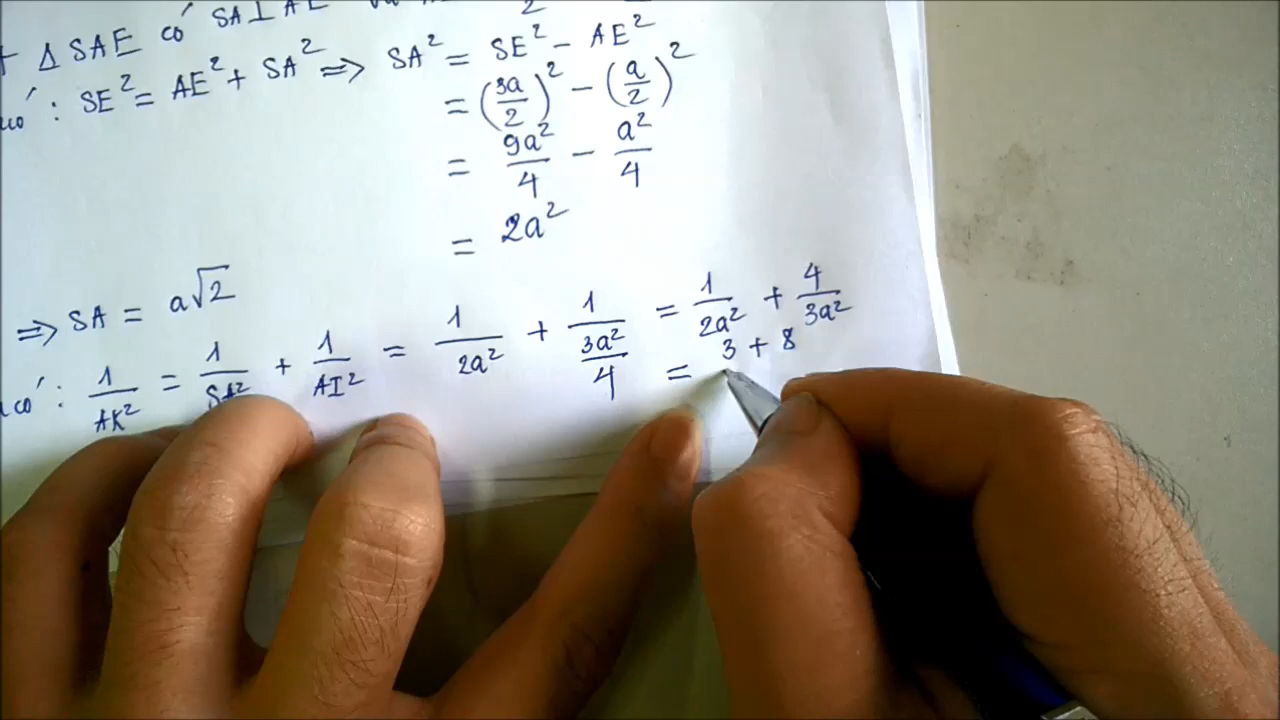 Δ SAE có SA ⊥ AE
có : SE² = AE² + SA² ⇒ SA² = SE² - AE²
= (3a/2)² - (a/2)²
= 9a²/4 - a²/4
= 2a²
⇒ SA = a√2
có : 1/AK² = 1/SA² + 1/AI² = 1/2a² + 1/(3a²/4) = 1/2a² + 4/3a²
= 3 + 8